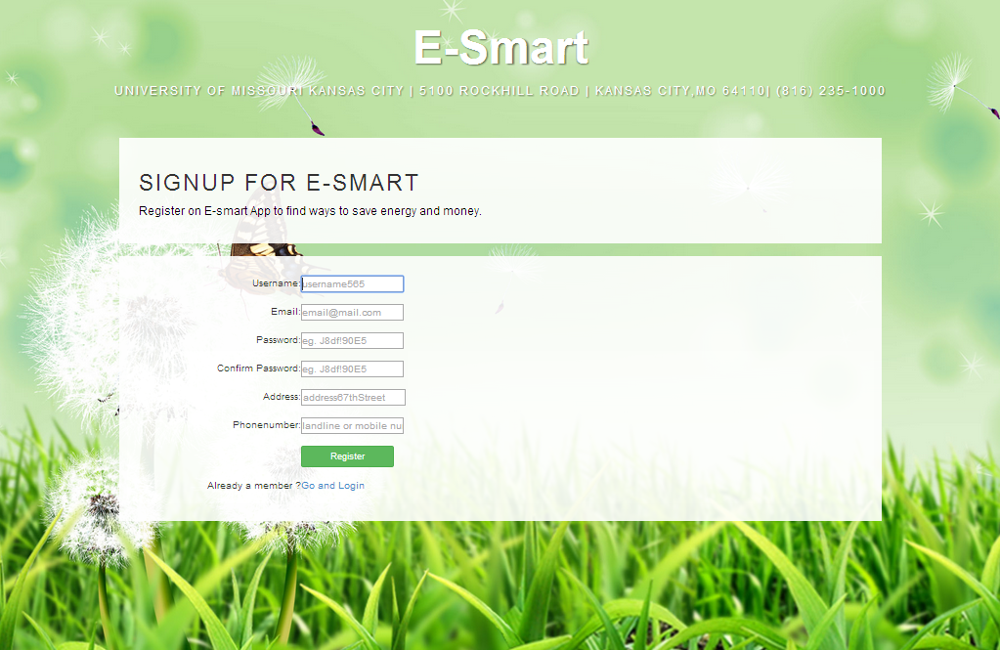 E-Smart
UNIVERSITY OF MISSOURI KANSAS CITY | 5100 ROCKHILL ROAD | KANSAS CITY,MO 64110| (816) 235-1000
SIGNUP FOR E-SMART
Register on E-smart App to find ways to save energy and money.
Username: username565
Email: email@mail.com
Password: eg. J8df!90E5
Confirm Password: eg. J8df!90E5
Address: address67thStreet
Phonenumber: landline or mobile nu
Register
Already a member ?Go and Login